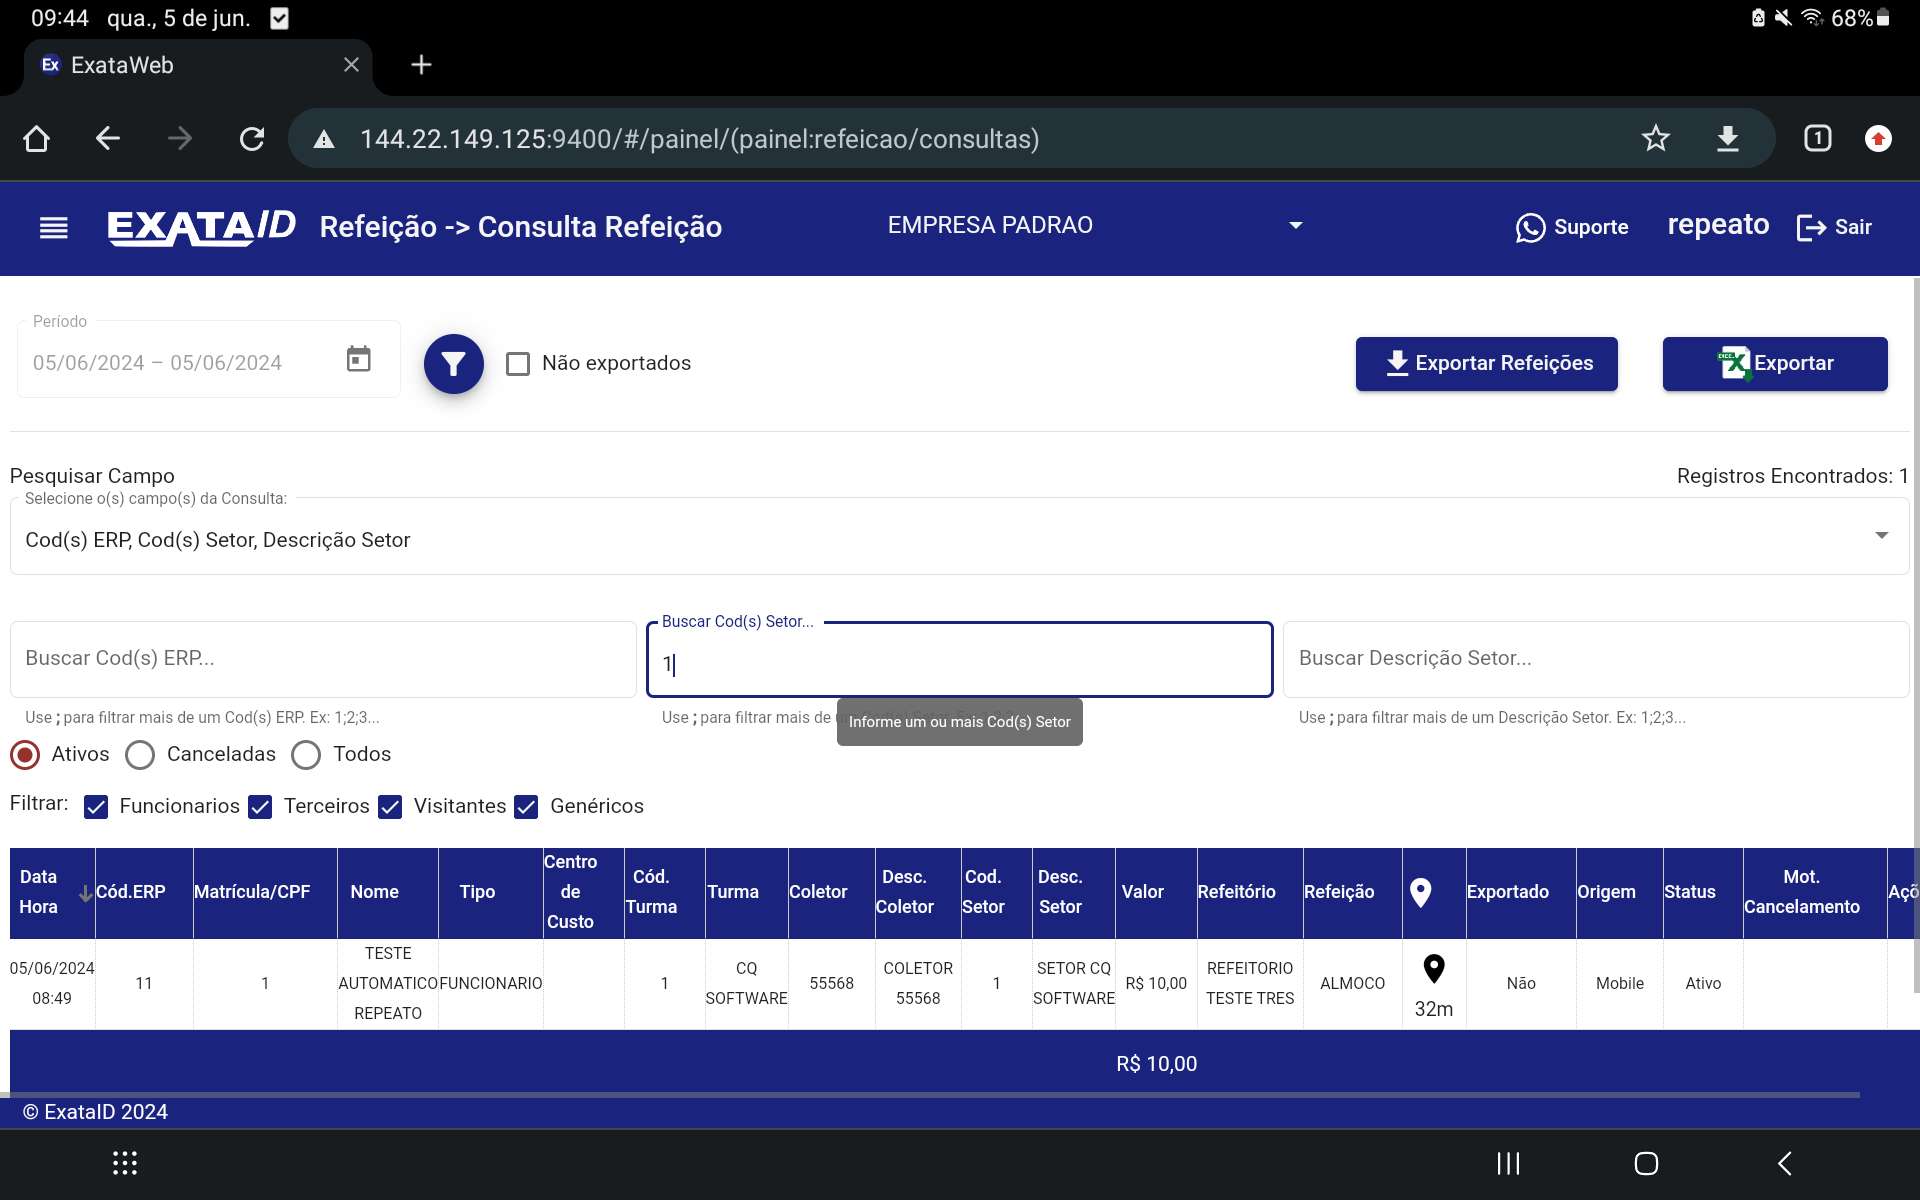 09:44 qua., 5 de jun.
68%
Ex ExataWeb
144.22.149.125:9400/#/painel/(painel:refeicao/consultas)
1
EXATAID Refeição -> Consulta Refeição EMPRESA PADRAO Suporte repeato Sair
Período
05/06/2024 – 05/06/2024
Não exportados
Exportar Refeições
Exportar
Pesquisar Campo
Registros Encontrados: 1
Selecione o(s) campo(s) da Consulta:
Cod(s) ERP, Cod(s) Setor, Descrição Setor
Buscar Cod(s) Setor...
Buscar Cod(s) ERP...
1
Buscar Descrição Setor...
Use ; para filtrar mais de um Cod(s) ERP. Ex: 1;2;3...
Use ; para filtrar mais de
Informe um ou mais Cod(s) Setor
Use ; para filtrar mais de um Descrição Setor. Ex: 1;2;3...
Ativos Canceladas Todos
Filtrar: Funcionarios Terceiros Visitantes Genéricos
Data Hora Cód.ERP Matrícula/CPF Nome Tipo Centro de Custo Cód. Turma Turma Coletor Desc. Coletor Cod. Setor Desc. Setor Valor Refeitório Refeição Exportado Origem Status Mot. Cancelamento Açõ
05/06/2024 08:49 11 1 TESTE AUTOMATICO REPEATO FUNCIONARIO 1 CQ SOFTWARE 55568 COLETOR 55568 1 SETOR CQ SOFTWARE R$ 10,00 REFEITORIO TESTE TRES ALMOCO 32m Não Mobile Ativo
R$ 10,00
© ExataID 2024